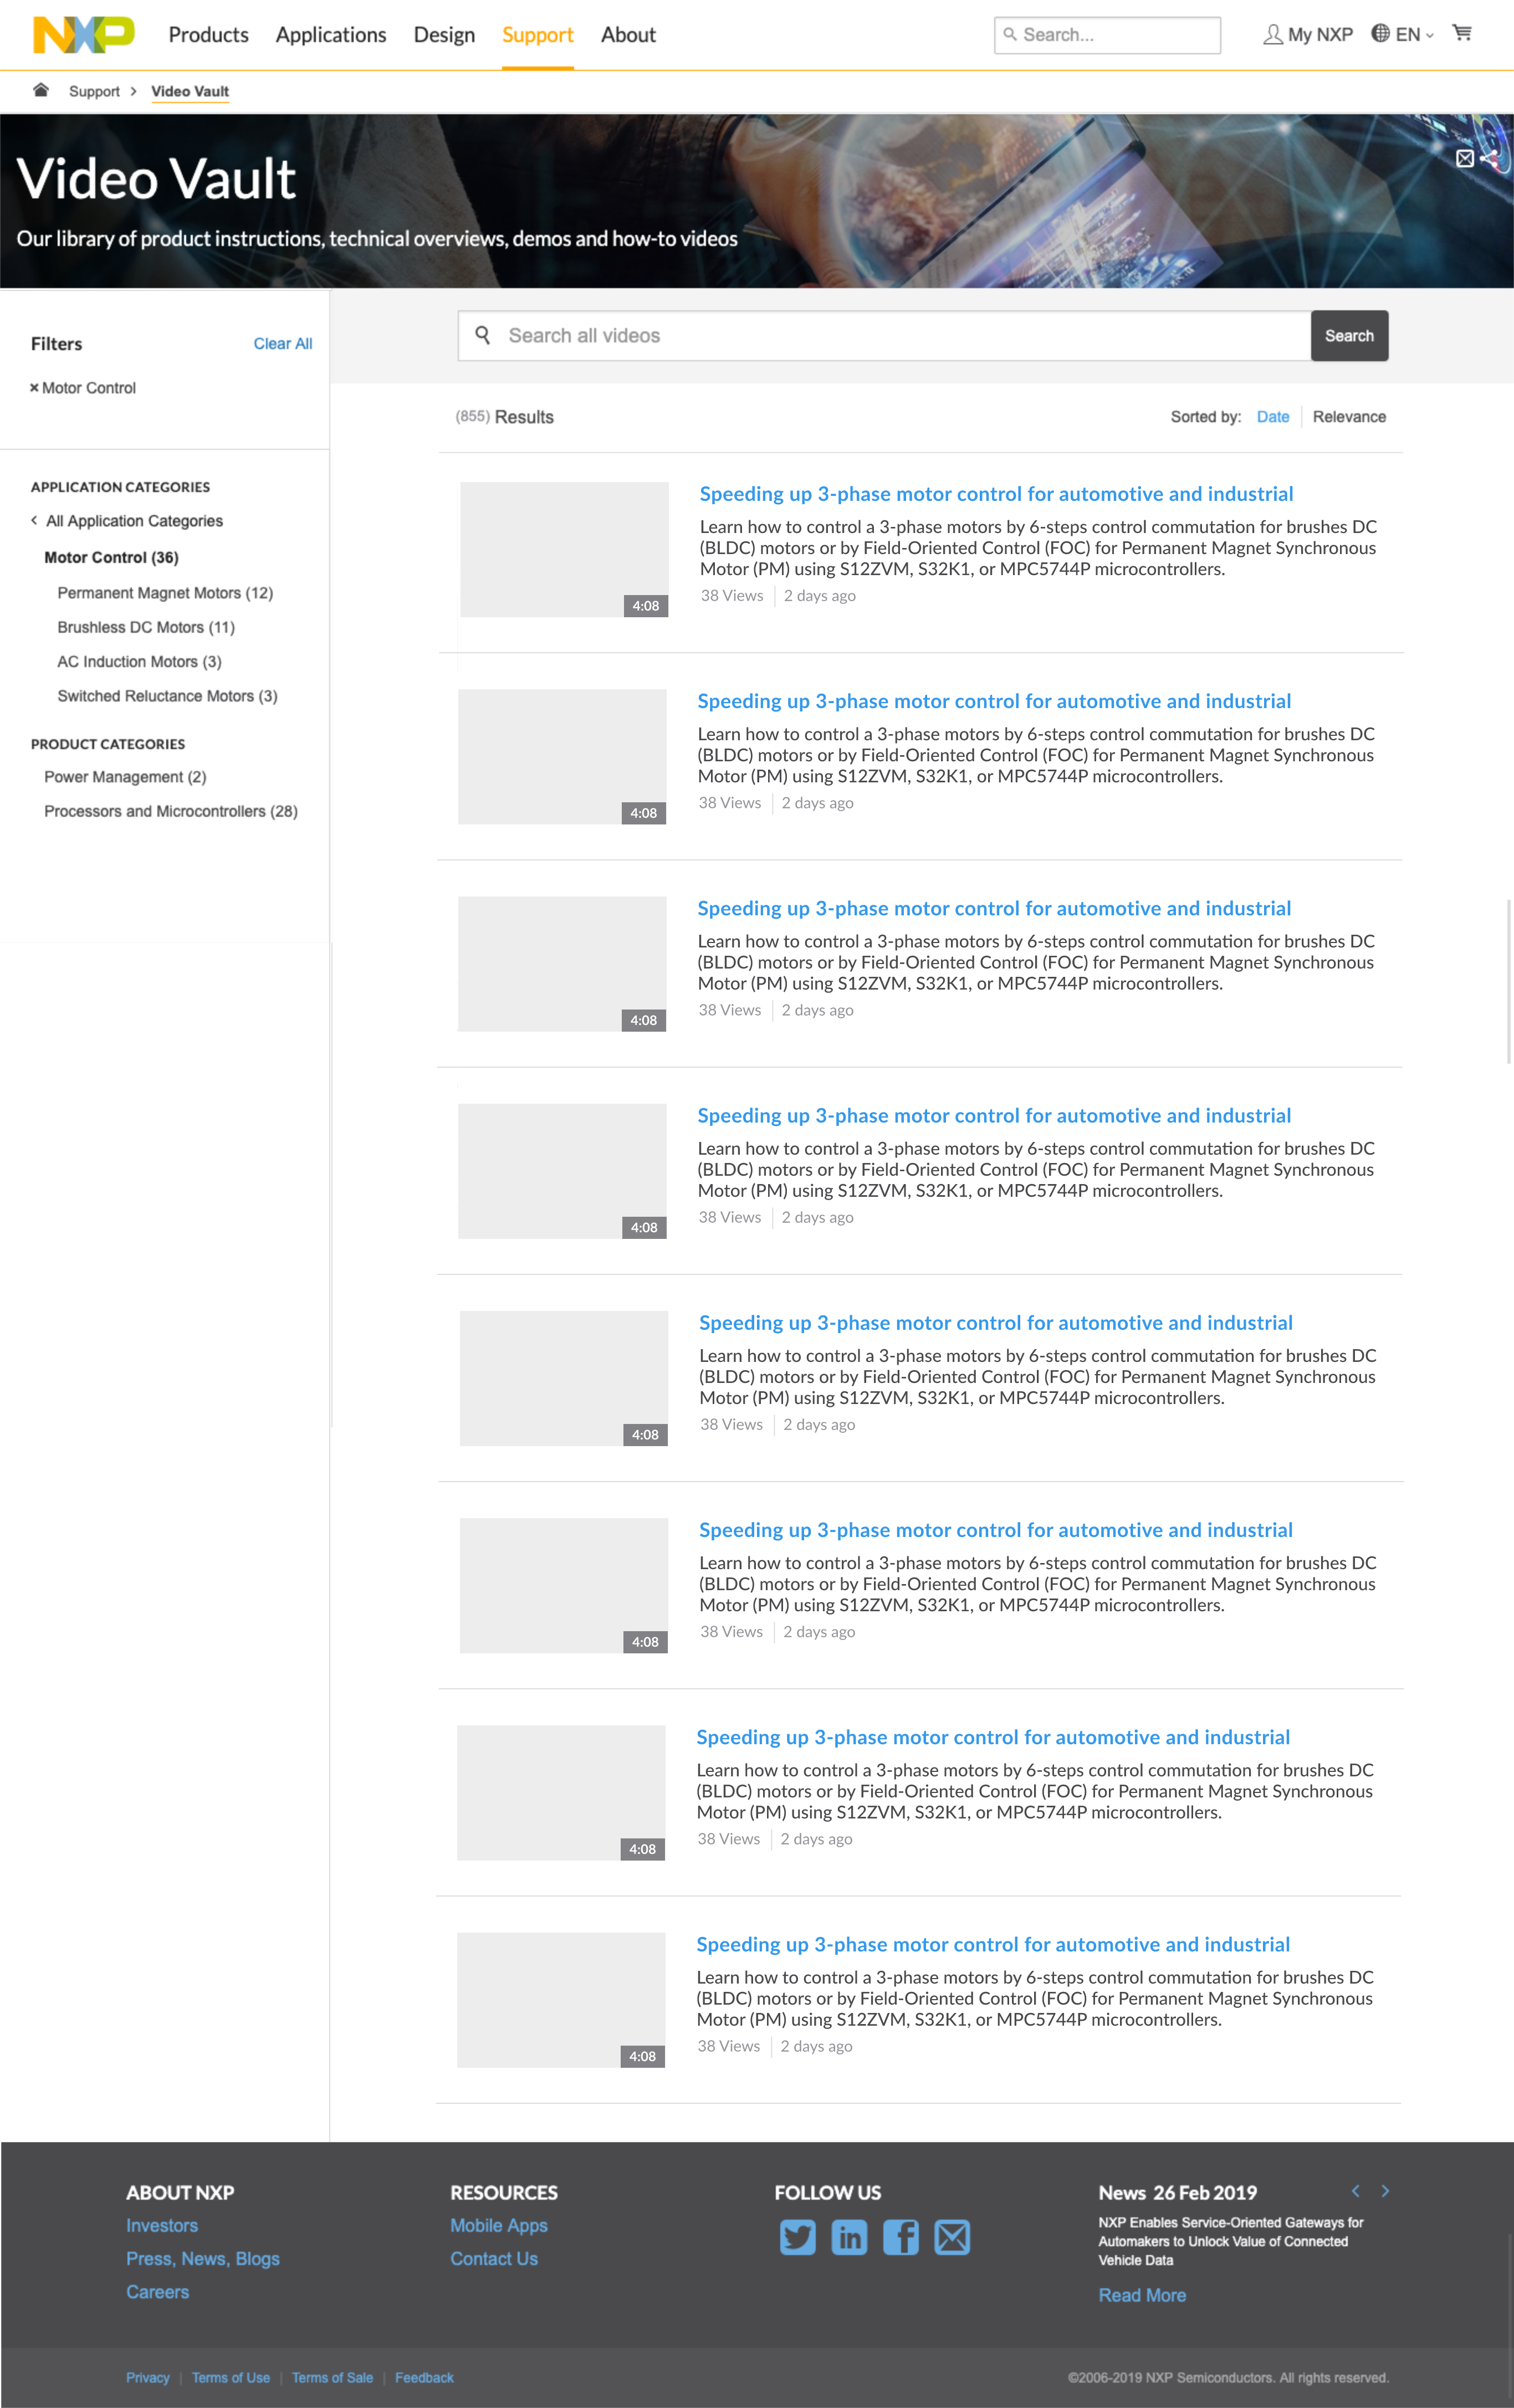 NXP
Products Applications Design Support About
Search...
My NXP EN
Support > Video Vault
Video Vault
Our library of product instructions, technical overviews, demos and how-to videos
Filters Clear All
× Motor Control
APPLICATION CATEGORIES
< All Application Categories
Motor Control (36)
Permanent Magnet Motors (12)
Brushless DC Motors (11)
AC Induction Motors (3)
Switched Reluctance Motors (3)
PRODUCT CATEGORIES
Power Management (2)
Processors and Microcontrollers (28)
Search all videos Search
(855) Results Sorted by: Date | Relevance
Speeding up 3-phase motor control for automotive and industrial
Learn how to control a 3-phase motors by 6-steps control commutation for brushes DC
(BLDC) motors or by Field-Oriented Control (FOC) for Permanent Magnet Synchronous
Motor (PM) using S12ZVM, S32K1, or MPC5744P microcontrollers.
38 Views | 2 days ago
4:08
Speeding up 3-phase motor control for automotive and industrial
Learn how to control a 3-phase motors by 6-steps control commutation for brushes DC
(BLDC) motors or by Field-Oriented Control (FOC) for Permanent Magnet Synchronous
Motor (PM) using S12ZVM, S32K1, or MPC5744P microcontrollers.
38 Views | 2 days ago
4:08
Speeding up 3-phase motor control for automotive and industrial
Learn how to control a 3-phase motors by 6-steps control commutation for brushes DC
(BLDC) motors or by Field-Oriented Control (FOC) for Permanent Magnet Synchronous
Motor (PM) using S12ZVM, S32K1, or MPC5744P microcontrollers.
38 Views | 2 days ago
4:08
Speeding up 3-phase motor control for automotive and industrial
Learn how to control a 3-phase motors by 6-steps control commutation for brushes DC
(BLDC) motors or by Field-Oriented Control (FOC) for Permanent Magnet Synchronous
Motor (PM) using S12ZVM, S32K1, or MPC5744P microcontrollers.
38 Views | 2 days ago
4:08
Speeding up 3-phase motor control for automotive and industrial
Learn how to control a 3-phase motors by 6-steps control commutation for brushes DC
(BLDC) motors or by Field-Oriented Control (FOC) for Permanent Magnet Synchronous
Motor (PM) using S12ZVM, S32K1, or MPC5744P microcontrollers.
38 Views | 2 days ago
4:08
Speeding up 3-phase motor control for automotive and industrial
Learn how to control a 3-phase motors by 6-steps control commutation for brushes DC
(BLDC) motors or by Field-Oriented Control (FOC) for Permanent Magnet Synchronous
Motor (PM) using S12ZVM, S32K1, or MPC5744P microcontrollers.
38 Views | 2 days ago
4:08
Speeding up 3-phase motor control for automotive and industrial
Learn how to control a 3-phase motors by 6-steps control commutation for brushes DC
(BLDC) motors or by Field-Oriented Control (FOC) for Permanent Magnet Synchronous
Motor (PM) using S12ZVM, S32K1, or MPC5744P microcontrollers.
38 Views | 2 days ago
4:08
Speeding up 3-phase motor control for automotive and industrial
Learn how to control a 3-phase motors by 6-steps control commutation for brushes DC
(BLDC) motors or by Field-Oriented Control (FOC) for Permanent Magnet Synchronous
Motor (PM) using S12ZVM, S32K1, or MPC5744P microcontrollers.
38 Views | 2 days ago
4:08
ABOUT NXP
Investors
Press, News, Blogs
Careers
RESOURCES
Mobile Apps
Contact Us
FOLLOW US
in f
News 26 Feb 2019 < >
NXP Enables Service-Oriented Gateways for
Automakers to Unlock Value of Connected
Vehicle Data
Read More
Privacy | Terms of Use | Terms of Sale | Feedback
©2006-2019 NXP Semiconductors. All rights reserved.